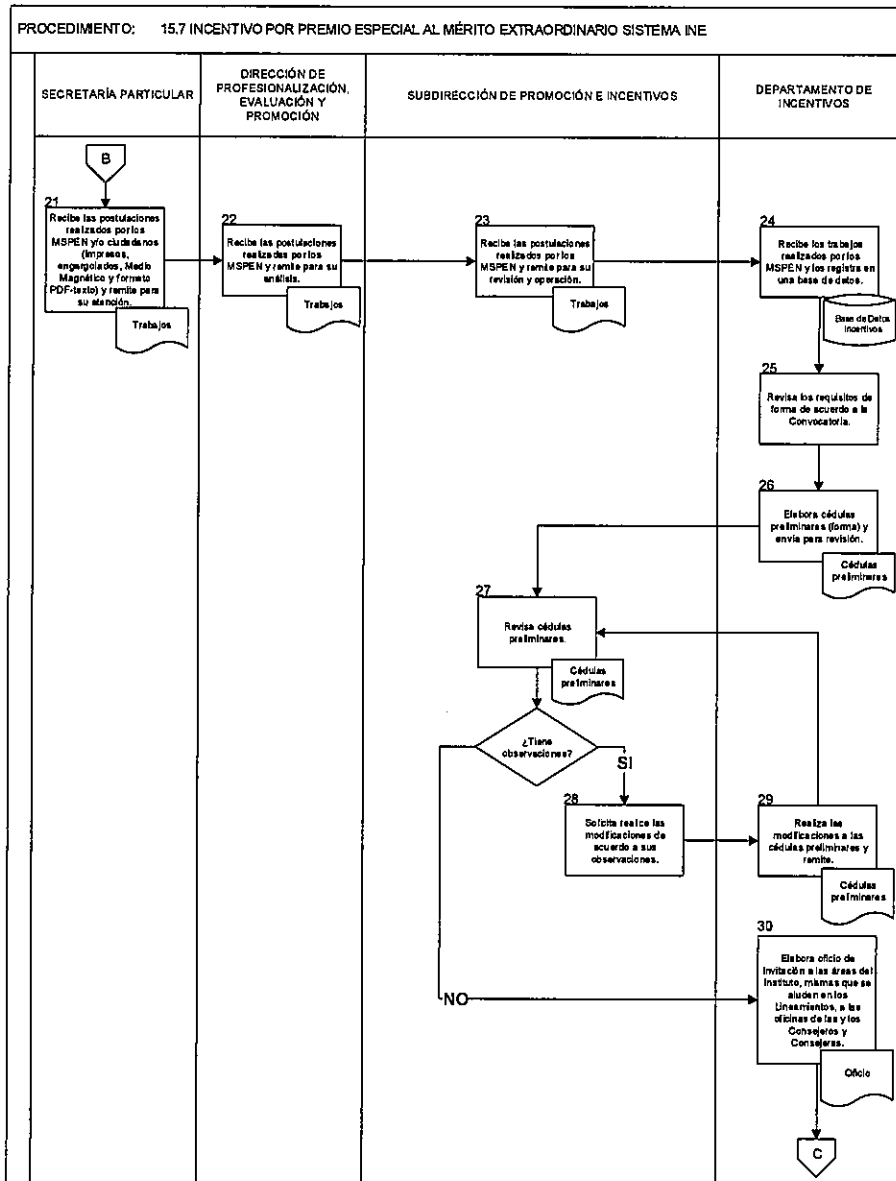 PROCEDIMIENTO: 15.7 INCENTIVO POR PREMIO ESPECIAL AL MÉRITO EXTRAORDINARIO SISTEMA INE
SECRETARÍA PARTICULAR
DIRECCIÓN DE
PROFESIONALIZACIÓN,
EVALUACIÓN Y
PROMOCIÓN
SUBDIRECCIÓN DE PROMOCIÓN E INCENTIVOS
DEPARTAMENTO DE
INCENTIVOS
B
21
Recibe las postulaciones
realizados por los
MSPEN y/o ciudadanos
(impresos,
engargolados, Medio
Magnético y formato
PDF-texto) y remite para
su atención.
Trabajos
22
Recibe las postulaciones
realizadas por los
MSPEN y remite para su
análisis.
Trabajos
23
Recibe las postulaciones
realizados por los
MSPEN y remite para su
revisión y operación.
Trabajos
24
Recibe los trabajos
realizados por los
MSPEN y los registra en
una base de datos.
Base de Datos
Incentivos
25
Revisa los requisitos de
forma de acuerdo a la
Convocatoria.
26
Elabora cédulas
preliminares (forma) y
envía para revisión.
Cédulas
preliminares
27
Revisa cédulas
preliminares.
Cédulas
preliminares
¿Tiene
observaciones?
SI
28
Solicita realice las
modificaciones de
acuerdo a sus
observaciones.
29
Realiza las
modificaciones a las
cédulas preliminares y
remite.
Cédulas
preliminares
NO
30
Elabora oficio de
invitación a las áreas del
Instituto, mismas que se
aluden en los
Lineamientos, a las
oficinas de las y los
Consejeros y
Consejeras.
Oficio
C